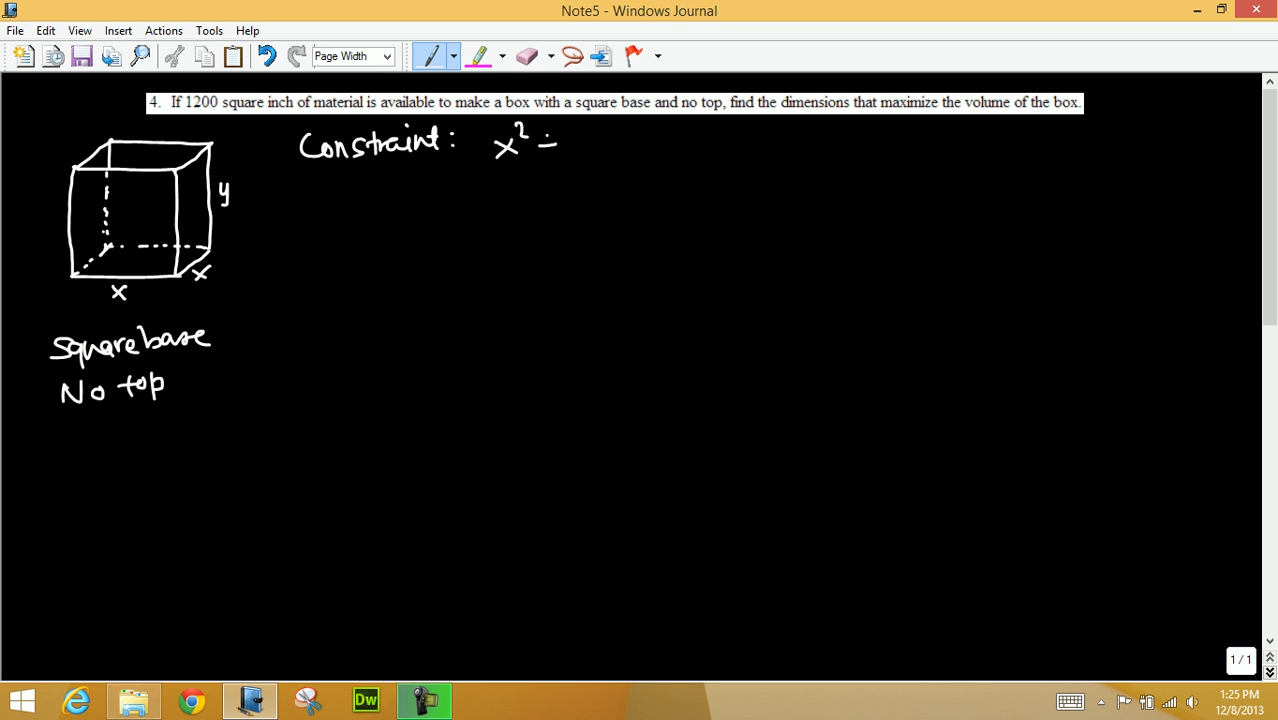 Note5 - Windows Journal
File Edit View Insert Actions Tools Help
Page Width
4. If 1200 square inch of material is available to make a box with a square base and no top, find the dimensions that maximize the volume of the box.
Constraint: x² =
y
x
x
square base
No top
1 / 1
Dw
1:25 PM
12/8/2013